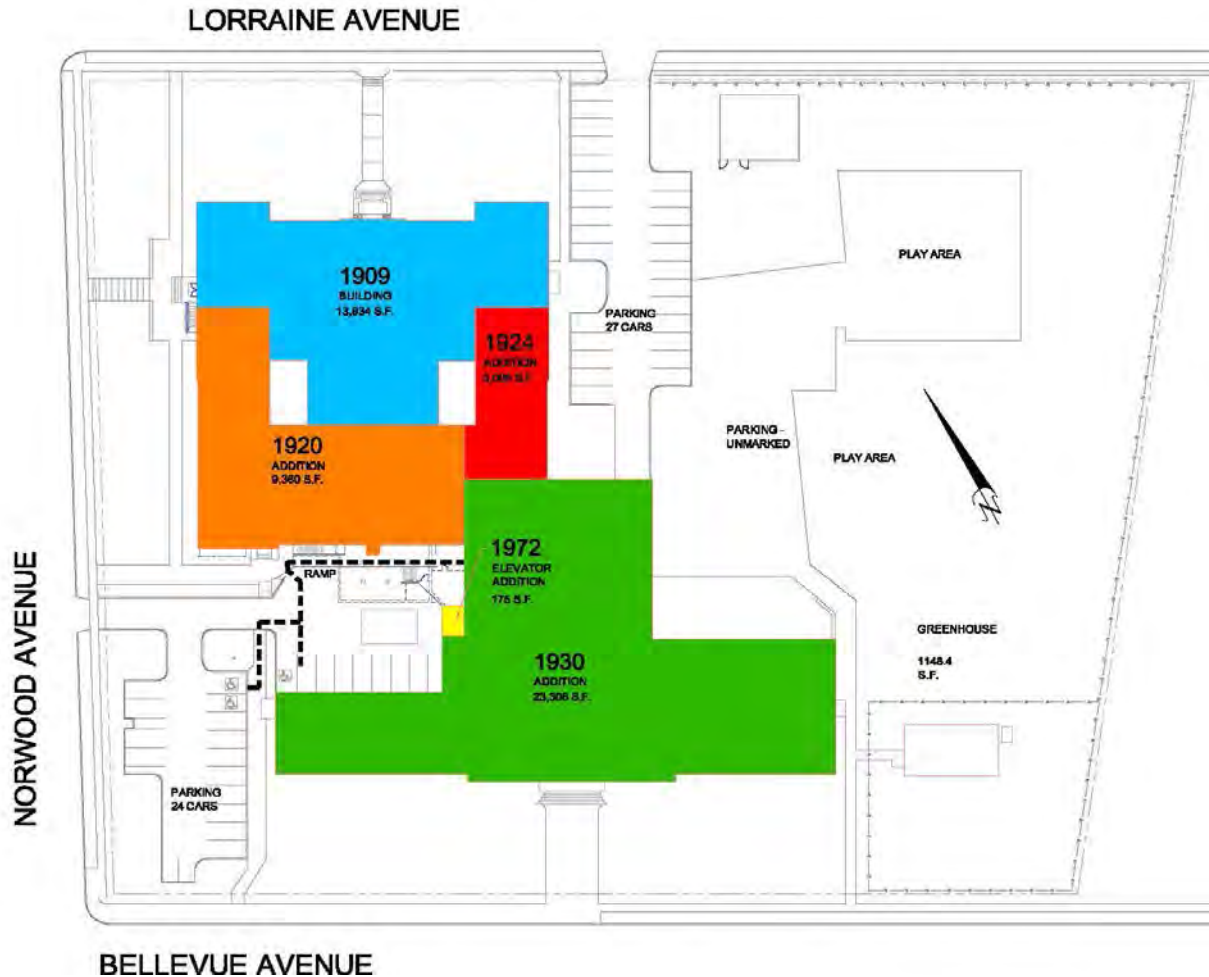 LORRAINE AVENUE
1909
BUILDING
13,834 S.F.
PLAY AREA
PARKING
27 CARS
1924
ADDITION
S.F.
1920
ADDITION
9,360 S.F.
PARKING -
UNMARKED
PLAY AREA
N
1972
ELEVATOR
ADDITION
175 S.F.
RAMP
NORWOOD AVENUE
GREENHOUSE
1148.4
S.F.
1930
ADDITION
23,306 S.F.
PARKING
24 CARS
BELLEVUE AVENUE